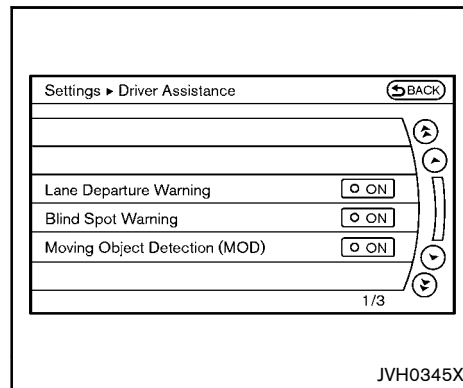 Settings ▸ Driver Assistance BACK
Lane Departure Warning ON
Blind Spot Warning ON
Moving Object Detection (MOD) ON
1/3
JVH0345X